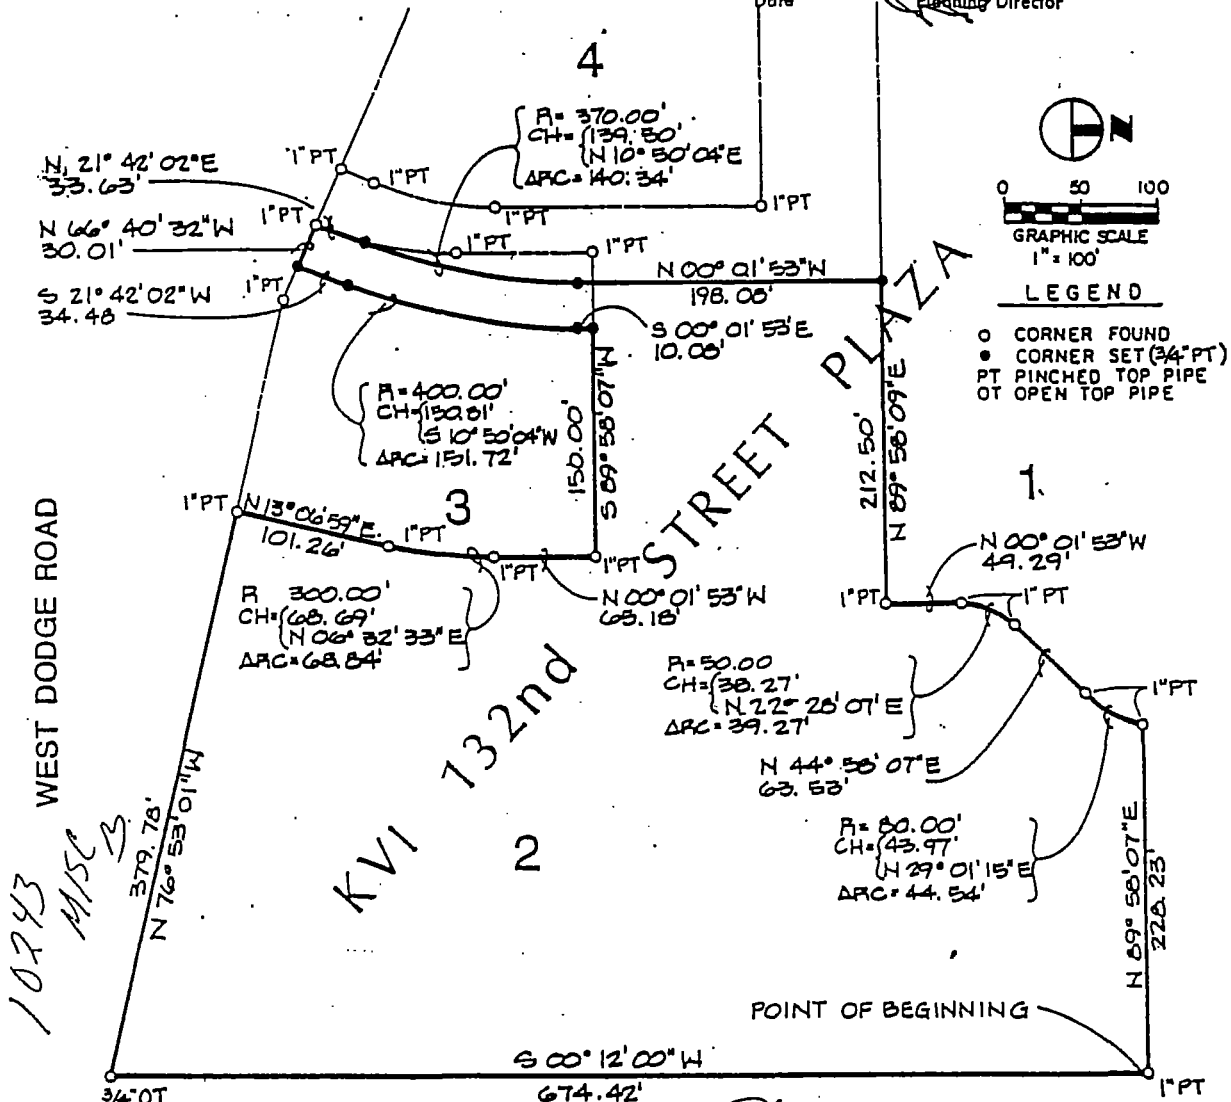 Date
Planning Director
4
R= 370.00'
CH= 139.50'
N 10° 50' 04" E
ARC= 140.34'
N 21° 42' 02" E
33.63'
1" PT
1" PT
1" PT
1" PT
N 66° 40' 32" W
30.01'
1" PT
1" PT
1" PT
S 21° 42' 02" W
34.48
N 00° 01' 53" W
198.08'
S 00° 01' 53" E
10.08'
N
0 50 100
GRAPHIC SCALE
1" = 100'
LEGEND
○ CORNER FOUND
● CORNER SET (3/4" PT)
PT PINCHED TOP PIPE
OT OPEN TOP PIPE
R= 400.00'
CH= 150.81'
S 10° 50' 04" W
ARC= 151.72'
150.00'
S 89° 58' 07" W
212.50'
N 89° 58' 09" E
1
3
1" PT
N 13° 06' 59" E
101.26'
1" PT
1" PT
1" PT
N 00° 01' 53" W
65.18'
R 300.00'
CH= 68.69'
N 06° 32' 33" E
ARC= 68.84'
N 00° 01' 53" W
49.29'
1" PT
1" PT
R= 50.00
CH= 38.27'
N 22° 28' 07" E
ARC= 39.27'
1" PT
N 44° 58' 07" E
63.53'
R= 80.00'
CH= 43.97'
N 29° 01' 15" E
ARC= 44.54'
KVI 132nd STREET PLAZA
WEST DODGE ROAD
379.78'
N 76° 53' 01" W
10243
MISC
2
N 89° 58' 07" E
228.23'
POINT OF BEGINNING
S 00° 12' 00" W
674.42'
3/4" OT
1" PT